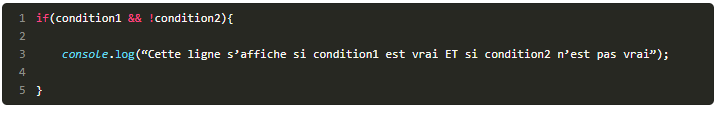 1 if(condition1 && !condition2){
2
3 console.log(“Cette ligne s’affiche si condition1 est vrai ET si condition2 n’est pas vrai”);
4
5 }